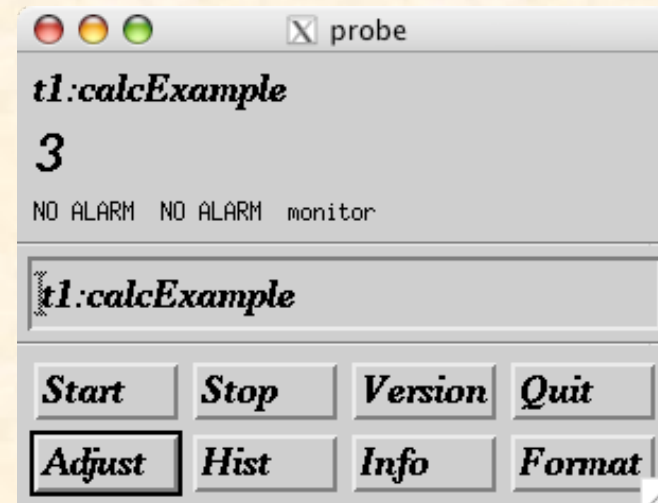 X probe
t1:calcExample
3
NO ALARM NO ALARM monitor
t1:calcExample
Start Stop Version Quit
Adjust Hist Info Format